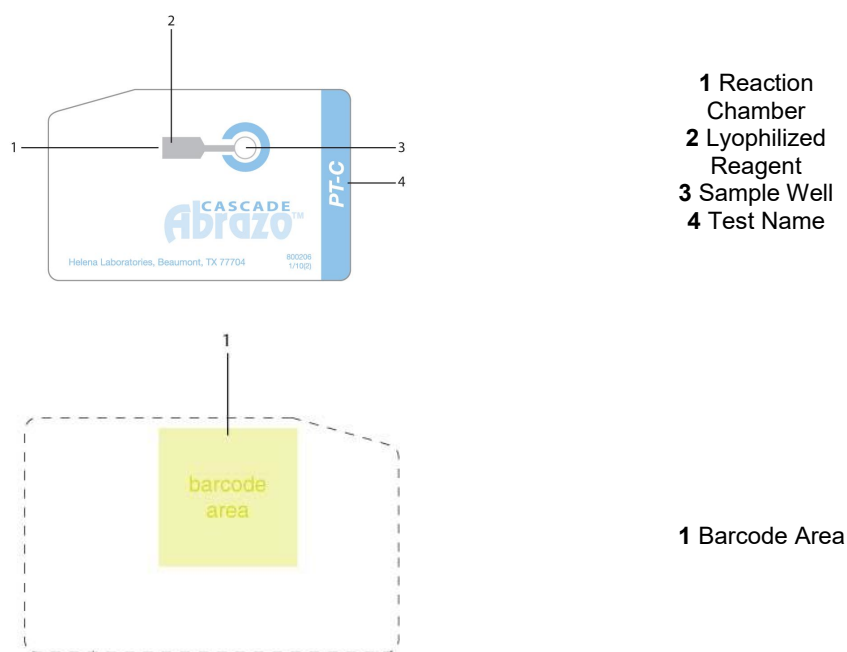 2
1
3
4
PT-C
CASCADE
Abrazo™
Helena Laboratories, Beaumont, TX 77704
800206
1/10(2)
1 Reaction
Chamber
2 Lyophilized
Reagent
3 Sample Well
4 Test Name
1
barcode
area
1 Barcode Area